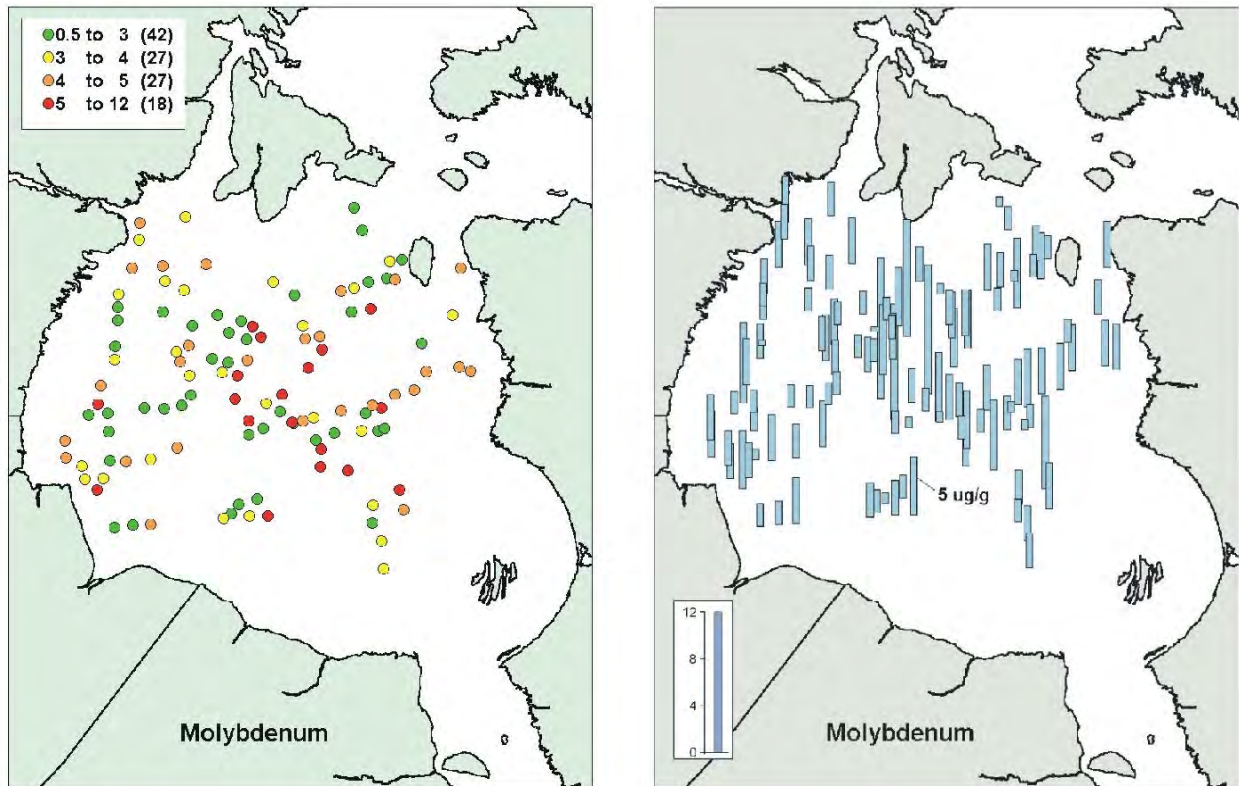 0.5 to 3 (42)
3 to 4 (27)
4 to 5 (27)
5 to 12 (18)
Molybdenum
5 ug/g
12
8
4
0
Molybdenum